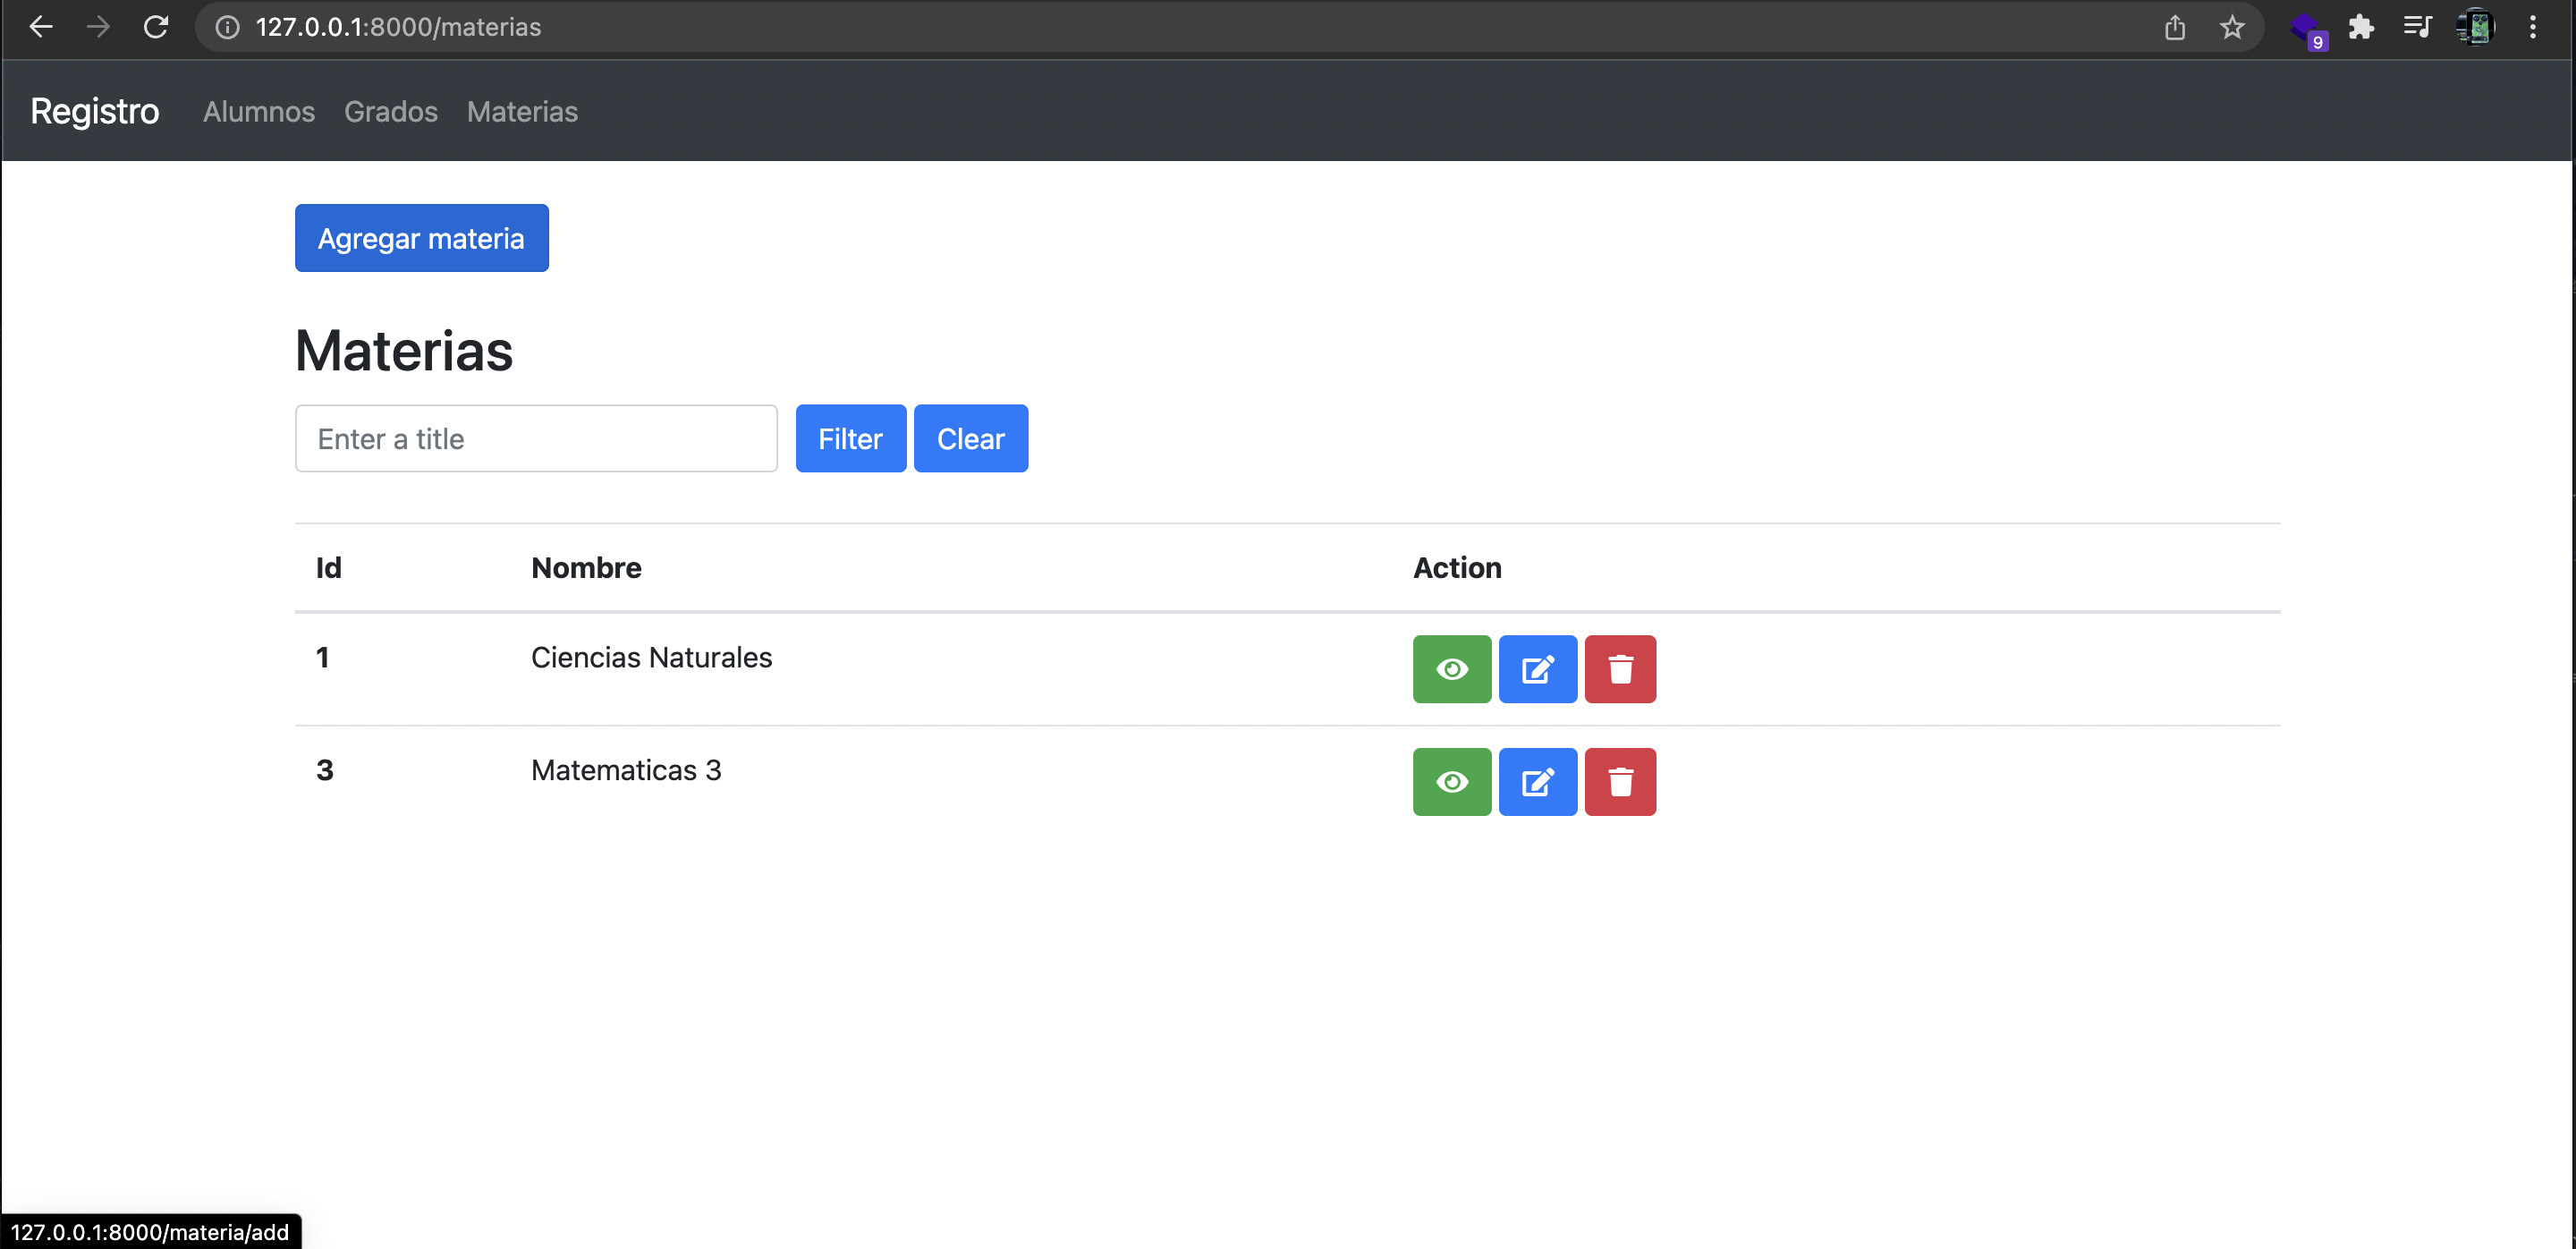 127.0.0.1:8000/materias
9
Registro Alumnos Grados Materias
Agregar materia
Materias
Enter a title Filter Clear
Id Nombre Action
1 Ciencias Naturales
3 Matematicas 3
127.0.0.1:8000/materia/add